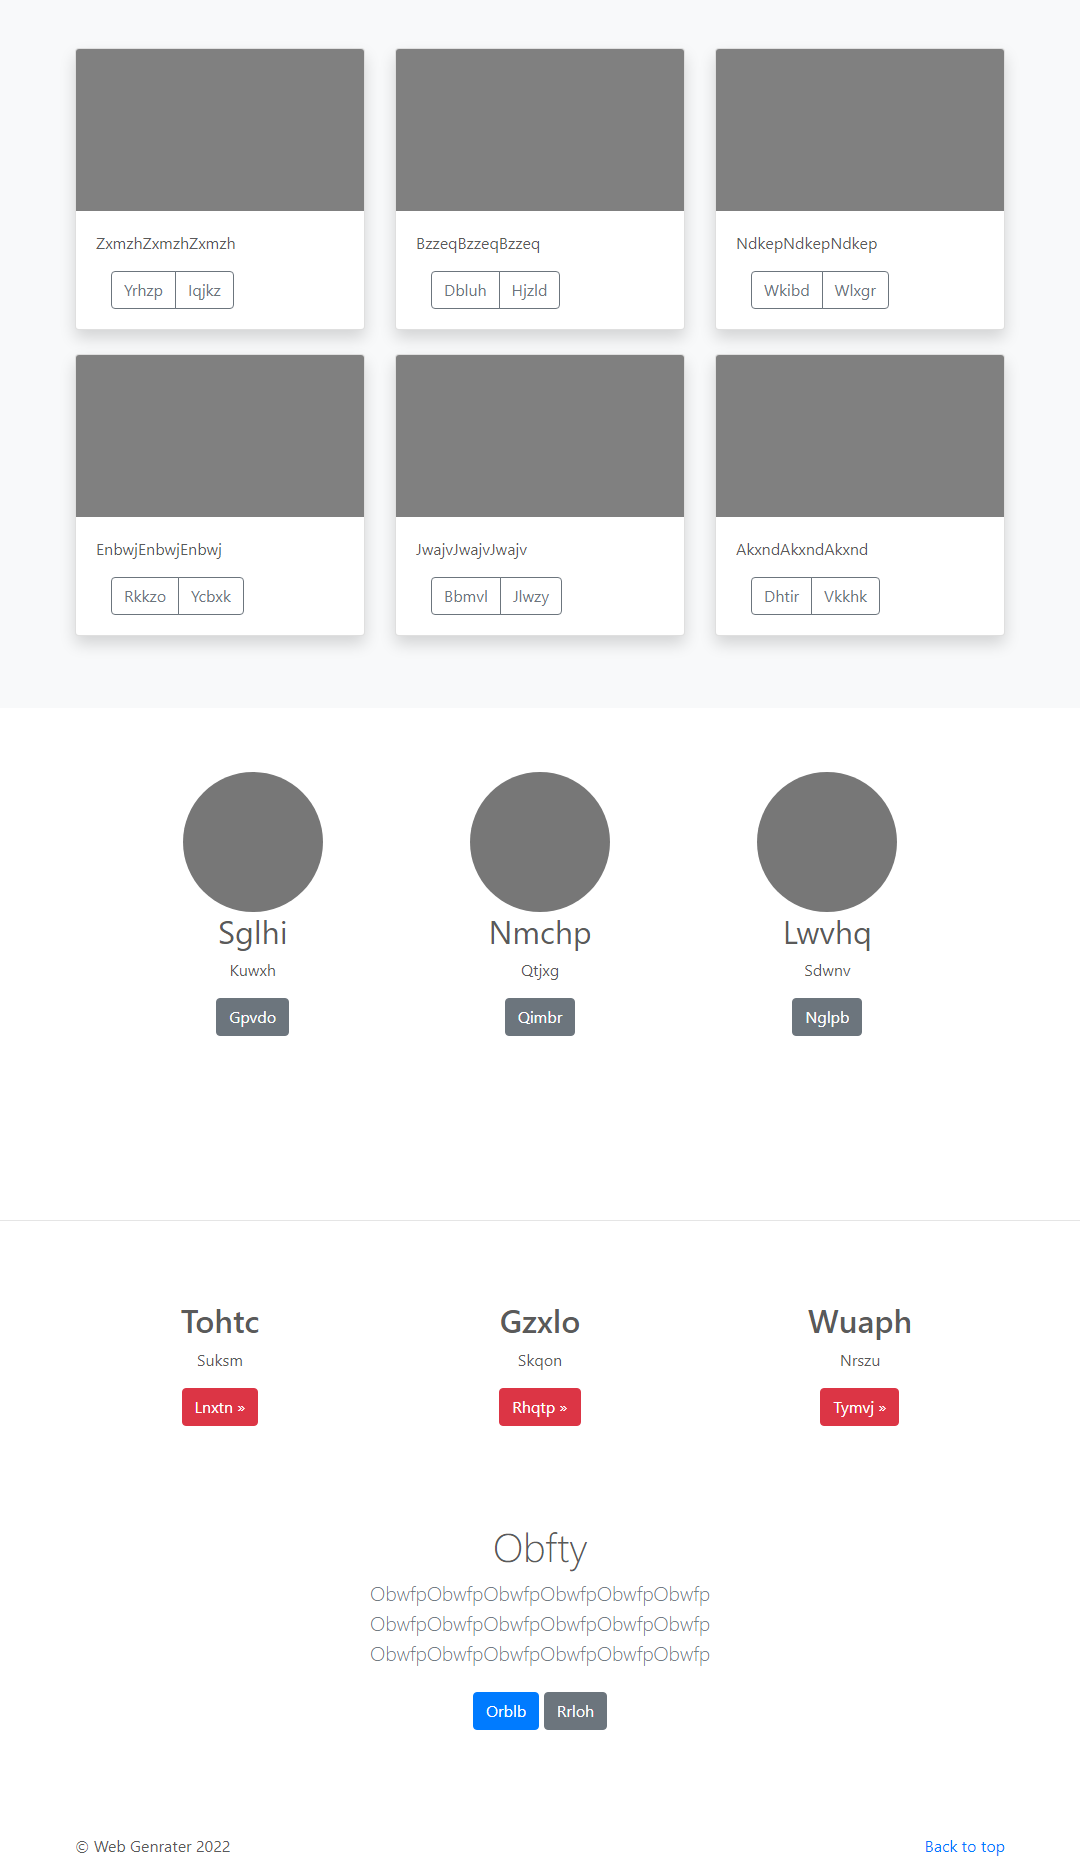 ZxmzhZxmzhZxmzh
Yrhzp Iqjkz
BzzeqBzzeqBzzeq
Dbluh Hjzld
NdkepNdkepNdkep
Wkibd Wlxgr
EnbwjEnbwjEnbwj
Rkkzo Ycbxk
JwajvJwajvJwajv
Bbmvl Jlwzy
AkxndAkxndAkxnd
Dhtir Vkkhk
Sglhi
Kuwxh
Gpvdo
Nmchp
Qtjxg
Qimbr
Lwvhq
Sdwnv
Nglpb
Tohtc
Suksm
Lnxtn »
Gzxlo
Skqon
Rhqtp »
Wuaph
Nrszu
Tymvj »
Obfty
ObwfpObwfpObwfpObwfpObwfpObwfp
ObwfpObwfpObwfpObwfpObwfpObwfp
ObwfpObwfpObwfpObwfpObwfpObwfp
Orblb Rrloh
© Web Genrater 2022
Back to top